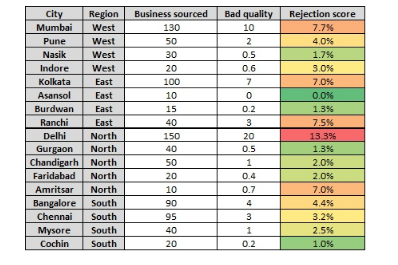 City Region Business sourced Bad quality Rejection score
Mumbai West 130 10 7.7%
Pune West 50 2 4.0%
Nasik West 30 0.5 1.7%
Indore West 20 0.6 3.0%
Kolkata East 100 7 7.0%
Asansol East 10 0 0.0%
Burdwan East 15 0.2 1.3%
Ranchi East 40 3 7.5%
Delhi North 150 20 13.3%
Gurgaon North 40 0.5 1.3%
Chandigarh North 50 1 2.0%
Faridabad North 20 0.4 2.0%
Amritsar North 10 0.7 7.0%
Bangalore South 90 4 4.4%
Chennai South 95 3 3.2%
Mysore South 40 1 2.5%
Cochin South 20 0.2 1.0%